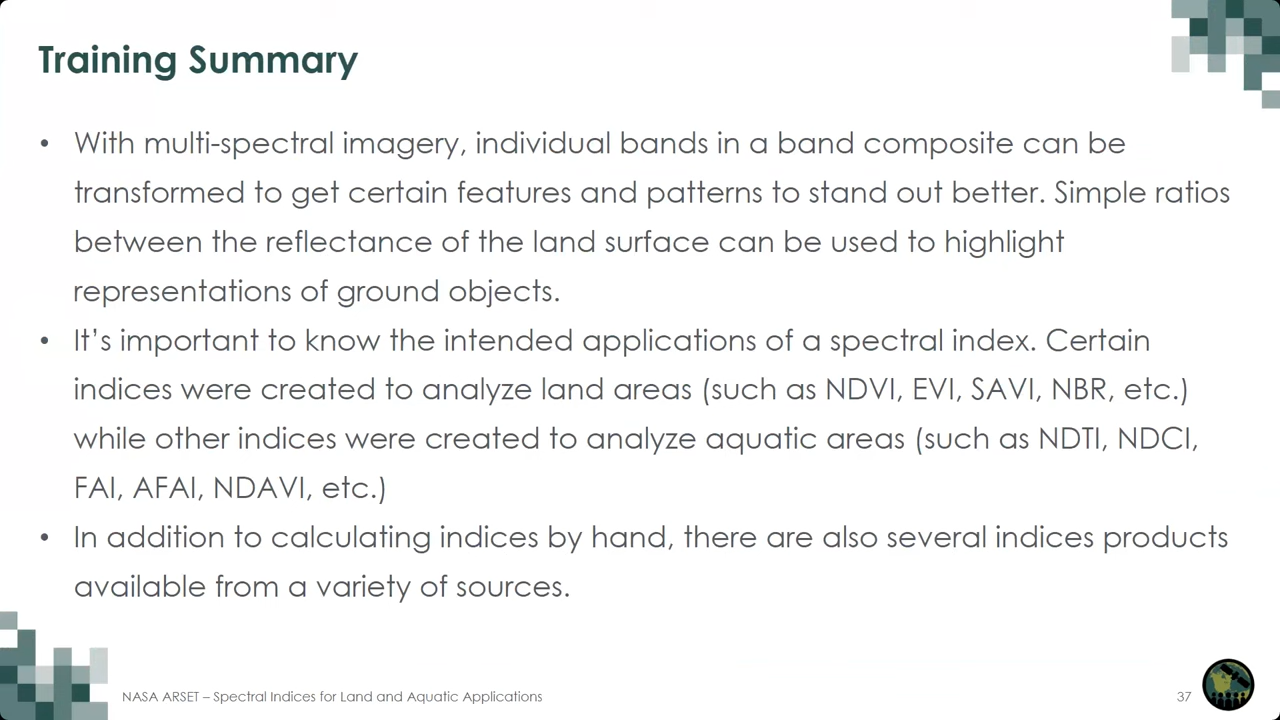 Training Summary
• With multi-spectral imagery, individual bands in a band composite can be
transformed to get certain features and patterns to stand out better. Simple ratios
between the reflectance of the land surface can be used to highlight
representations of ground objects.
• It’s important to know the intended applications of a spectral index. Certain
indices were created to analyze land areas (such as NDVI, EVI, SAVI, NBR, etc.)
while other indices were created to analyze aquatic areas (such as NDTI, NDCI,
FAI, AFAI, NDAVI, etc.)
• In addition to calculating indices by hand, there are also several indices products
available from a variety of sources.
NASA ARSET – Spectral Indices for Land and Aquatic Applications
37